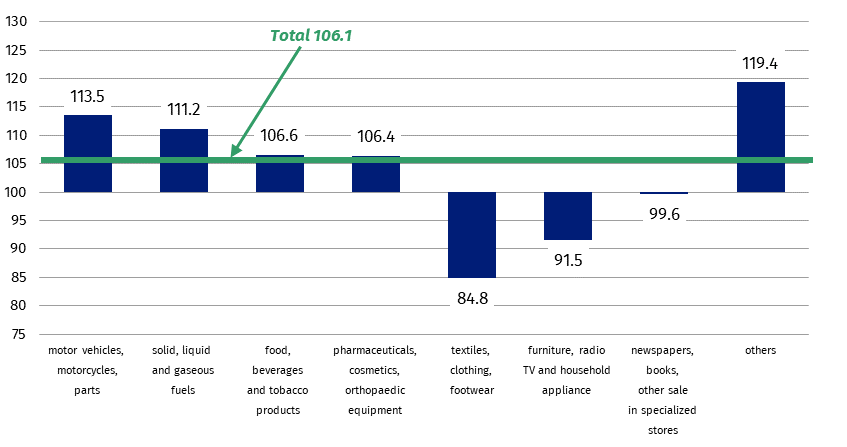 Total 106.1
130
125
120
115
110
105
100
95
90
85
80
75
113.5
111.2
106.6
106.4
84.8
91.5
99.6
119.4
motor vehicles,
motorcycles,
parts
solid, liquid
and gaseous
fuels
food,
beverages
and tobacco
products
pharmaceuticals,
cosmetics,
orthopaedic
equipment
textiles,
clothing,
footwear
furniture, radio
TV and household
appliance
newspapers,
books,
other sale
in specialized
stores
others